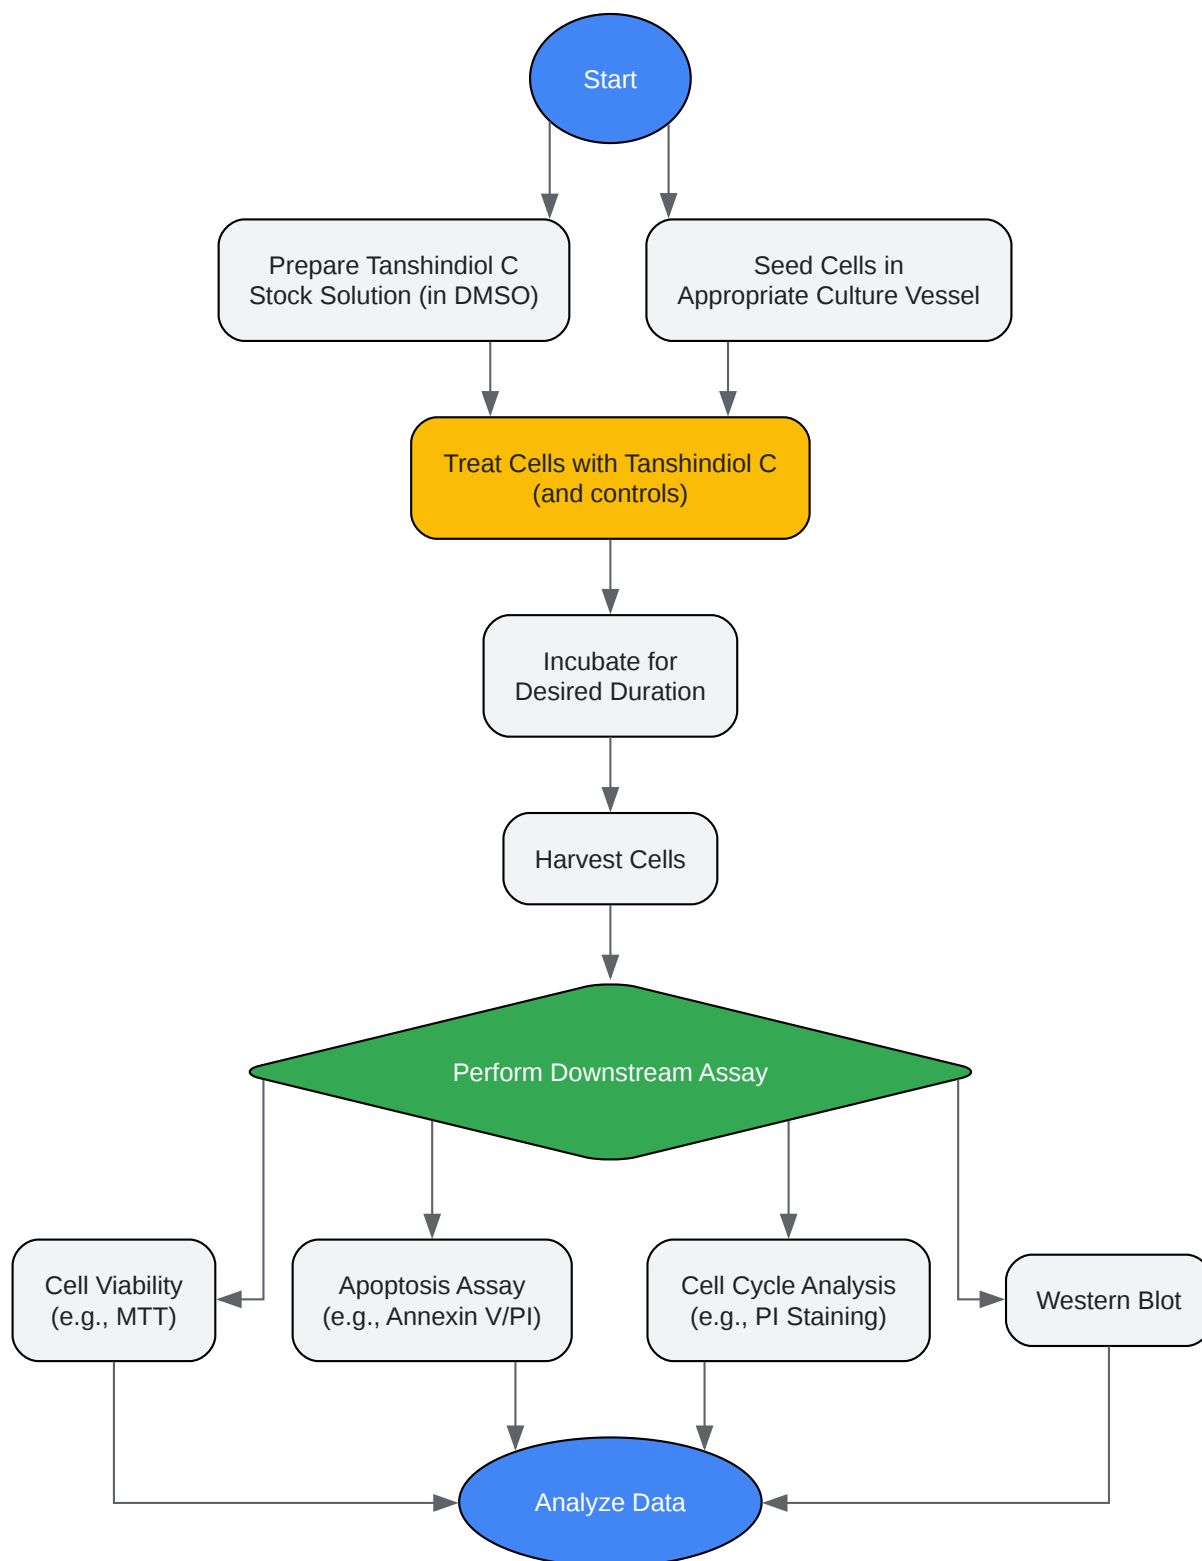 Start
Prepare Tanshindiol C
Stock Solution (in DMSO)
Seed Cells in
Appropriate Culture Vessel
Treat Cells with Tanshindiol C
(and controls)
Incubate for
Desired Duration
Harvest Cells
Perform Downstream Assay
Cell Viability
(e.g., MTT)
Apoptosis Assay
(e.g., Annexin V/PI)
Cell Cycle Analysis
(e.g., PI Staining)
Western Blot
Analyze Data